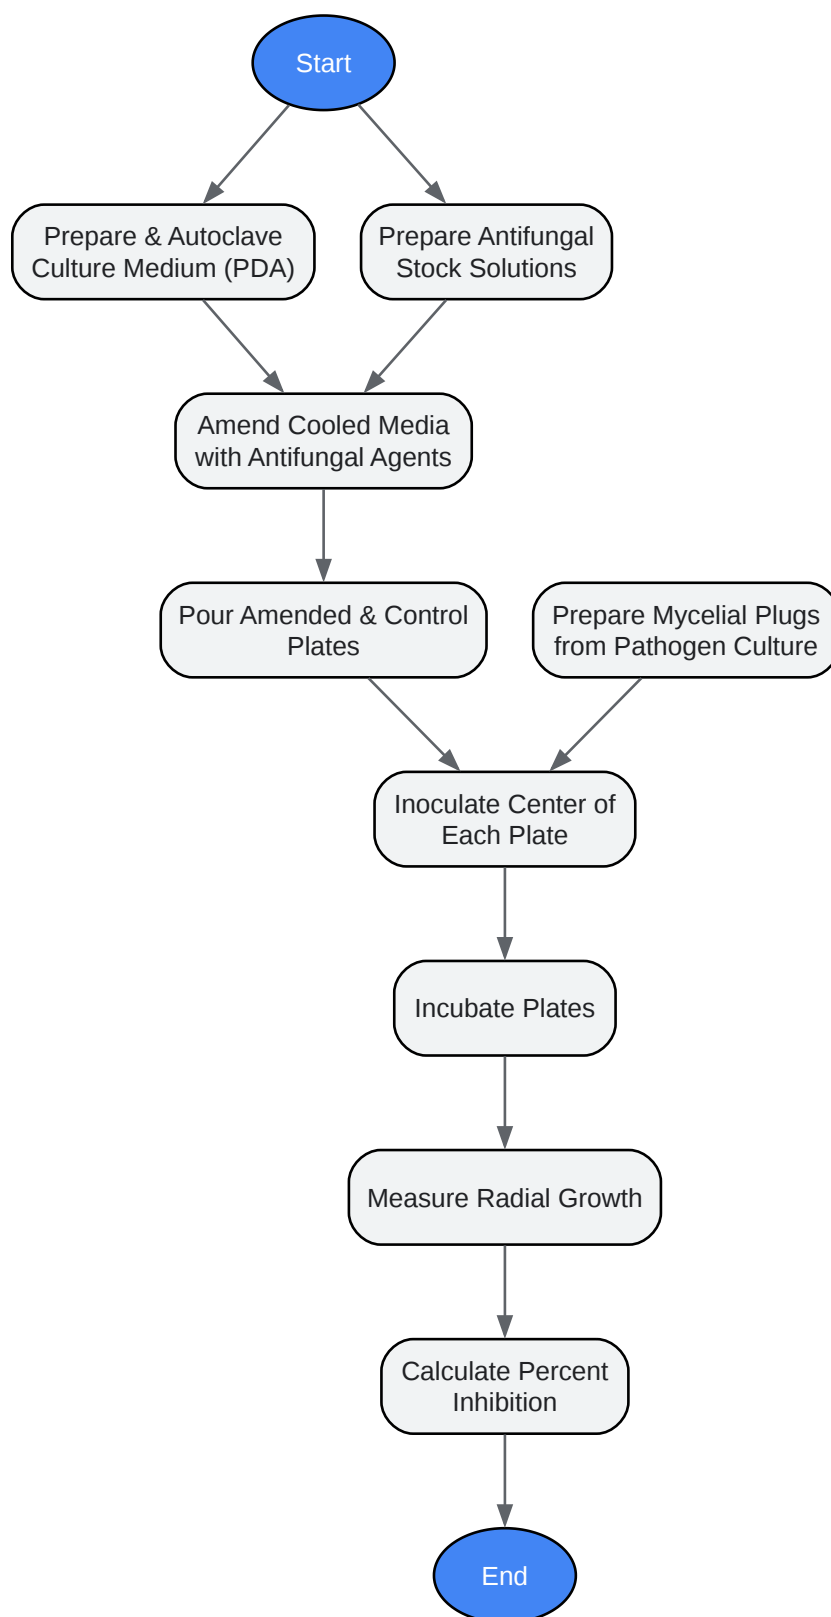 Start
Prepare & Autoclave
Culture Medium (PDA)
Prepare Antifungal
Stock Solutions
Amend Cooled Media
with Antifungal Agents
Pour Amended & Control
Plates
Prepare Mycelial Plugs
from Pathogen Culture
Inoculate Center of
Each Plate
Incubate Plates
Measure Radial Growth
Calculate Percent
Inhibition
End